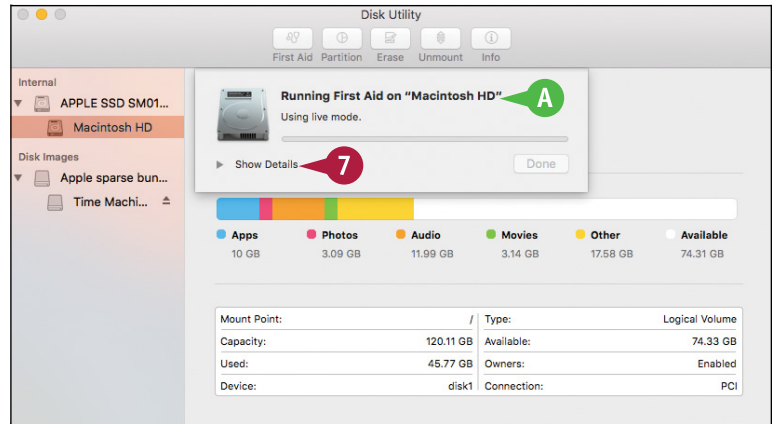 Disk Utility
First Aid Partition Erase Unmount Info
Internal
APPLE SSD SM01...
Macintosh HD
Disk Images
Apple sparse bun...
Time Machi...
Running First Aid on “Macintosh HD”
A
Using live mode.
Show Details
7
Done
Apps Photos Audio Movies Other Available
10 GB 3.09 GB 11.99 GB 3.14 GB 17.58 GB 74.31 GB
Mount Point: / Type: Logical Volume
Capacity: 120.11 GB Available: 74.33 GB
Used: 45.77 GB Owners: Enabled
Device: disk1 Connection: PCI